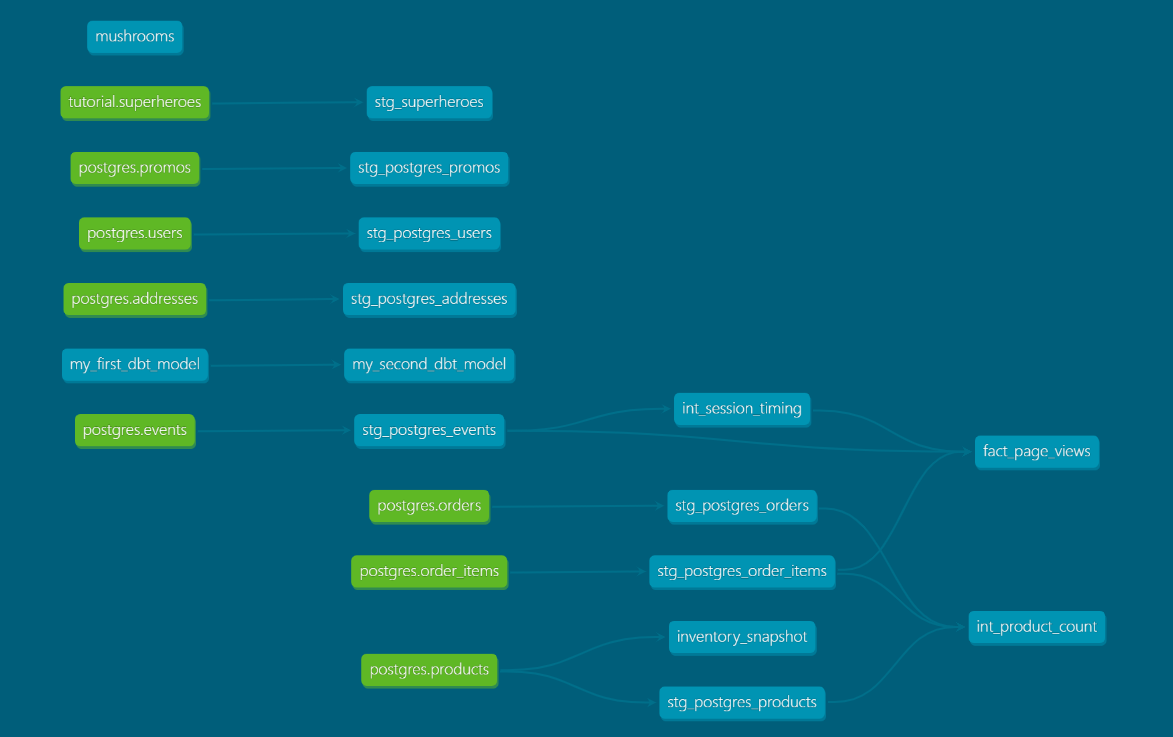 mushrooms
tutorial.superheroes
stg_superheroes
postgres.promos
stg_postgres_promos
postgres.users
stg_postgres_users
postgres.addresses
stg_postgres_addresses
my_first_dbt_model
my_second_dbt_model
int_session_timing
postgres.events
stg_postgres_events
fact_page_views
postgres.orders
stg_postgres_orders
postgres.order_items
stg_postgres_order_items
int_product_count
inventory_snapshot
postgres.products
stg_postgres_products